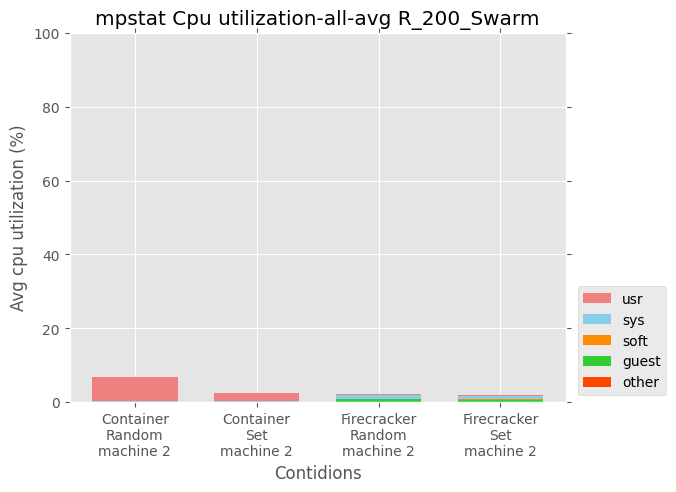 mpstat Cpu utilization-all-avg R_200_Swarm
100
80
60
40
20
0
Avg cpu utilization (%)
Container
Random
machine 2
Container
Set
machine 2
Firecracker
Random
machine 2
Firecracker
Set
machine 2
Contidions
usr
sys
soft
guest
other